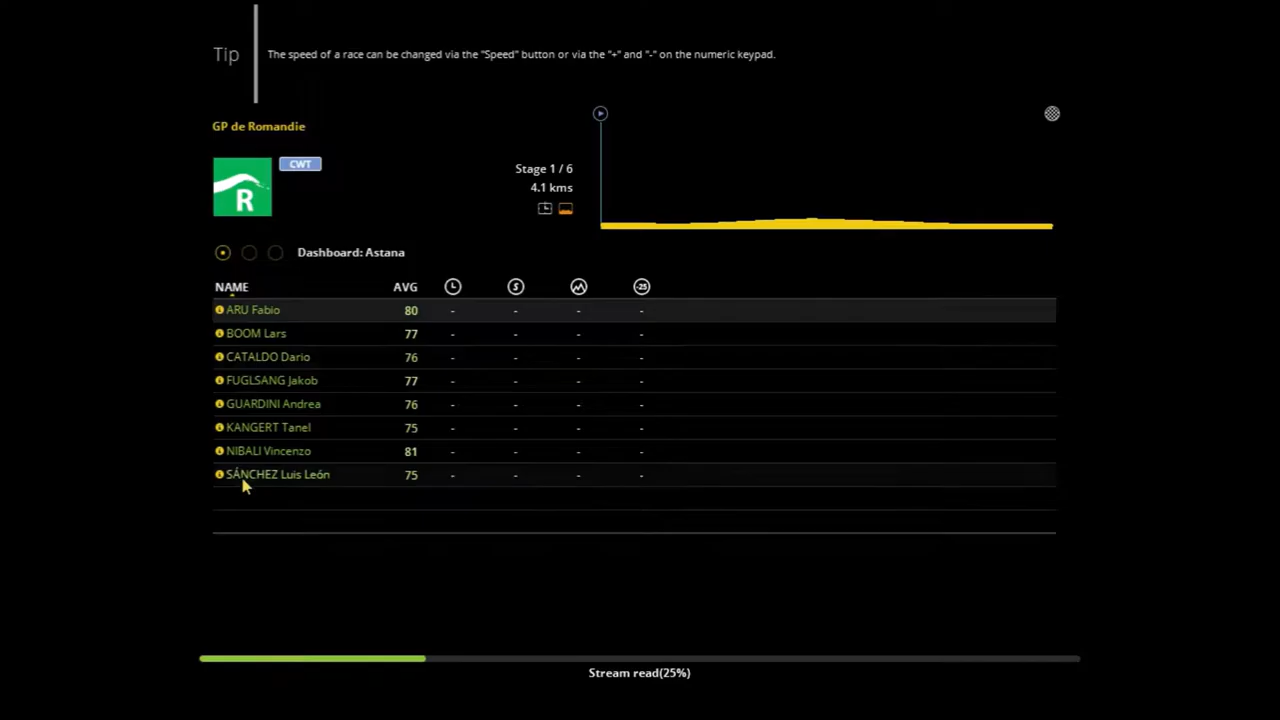 Tip
The speed of a race can be changed via the "Speed" button or via the "+" and "-" on the numeric keypad.
GP de Romandie
R
CWT
Stage 1 / 6
4.1 kms
Dashboard: Astana
NAME AVG S -25
ARU Fabio 80 - - - -
BOOM Lars 77 - - - -
CATALDO Dario 76 - - - -
FUGLSANG Jakob 77 - - - -
GUARDINI Andrea 76 - - - -
KANGERT Tanel 75 - - - -
NIBALI Vincenzo 81 - - - -
SÁNCHEZ Luis León 75 - - - -
Stream read(25%)